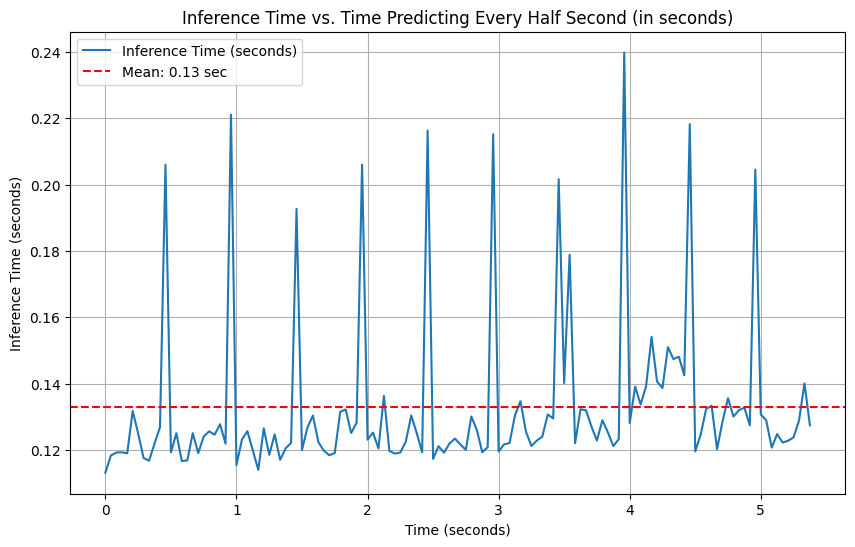 Inference Time vs. Time Predicting Every Half Second (in seconds)
Inference Time (seconds)
Mean: 0.13 sec
0.24
0.22
0.20
0.18
0.16
0.14
0.12
Inference Time (seconds)
0 1 2 3 4 5
Time (seconds)